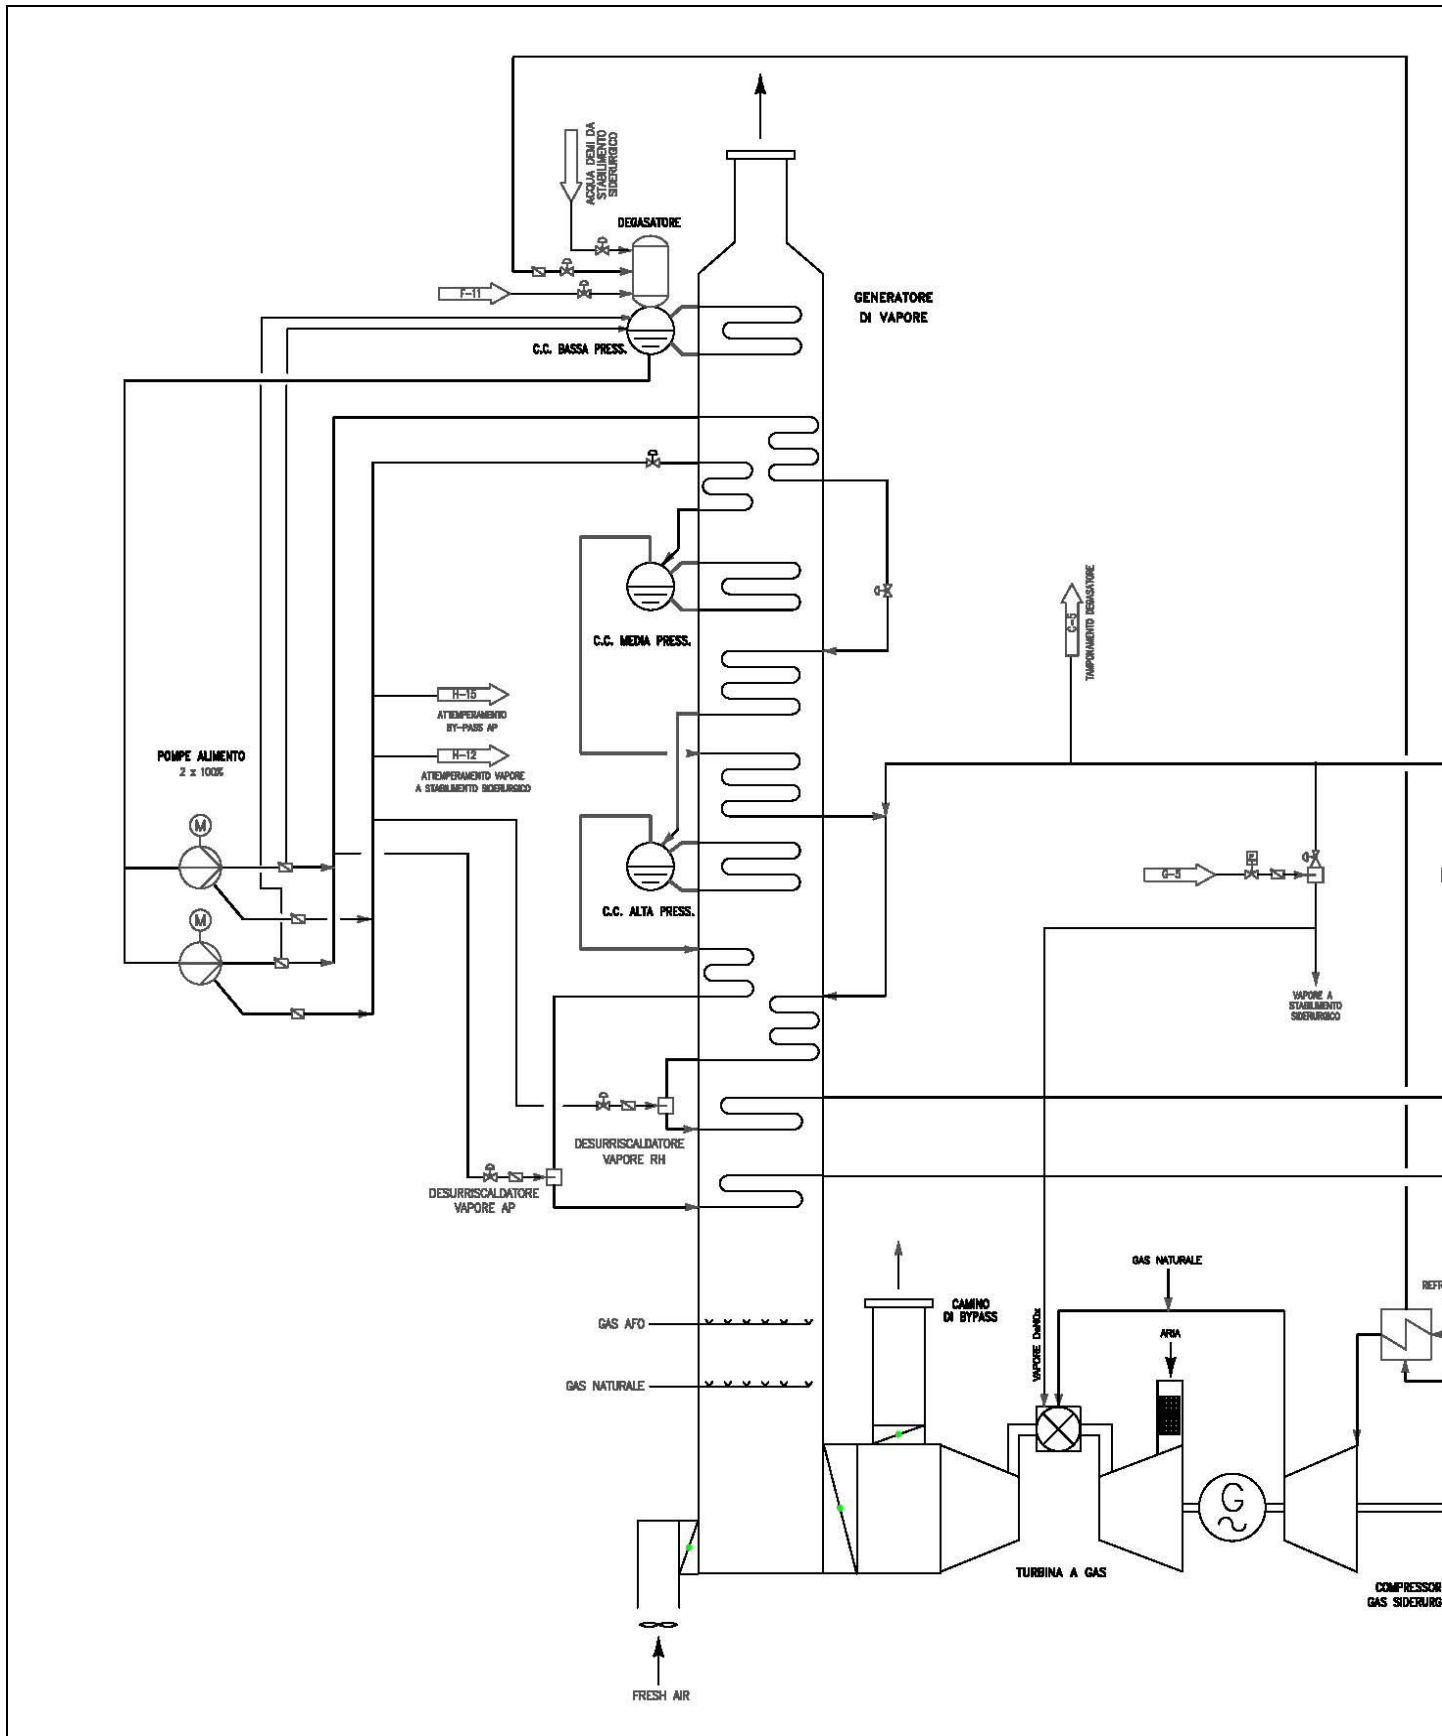 ACQUA DEMI DA
STABILIMENTO
SIDERURGICO
DEGASATORE
F-11
GENERATORE
DI VAPORE
C.C. BASSA PRESS.
C-5
TAMPONAMENTO DEGASATORE
C.C. MEDIA PRESS.
H-15
ATTEMPERAMENTO
BY-PASS AP
POMPE ALIMENTO
2 x 100%
H-12
ATTEMPERAMENTO VAPORE
A STABILIMENTO SIDERURGICO
M
G-5
C.C. ALTA PRESS.
M
VAPORE A
STABILIMENTO
SIDERURGICO
DESURRISCALDATORE
VAPORE RH
DESURRISCALDATORE
VAPORE AP
GAS NATURALE
REFR
CAMINO
DI BYPASS
GAS AFO
VAPORE DeNOx
ARIA
GAS NATURALE
G
TURBINA A GAS
COMPRESSOR
GAS SIDERURG
FRESH AIR